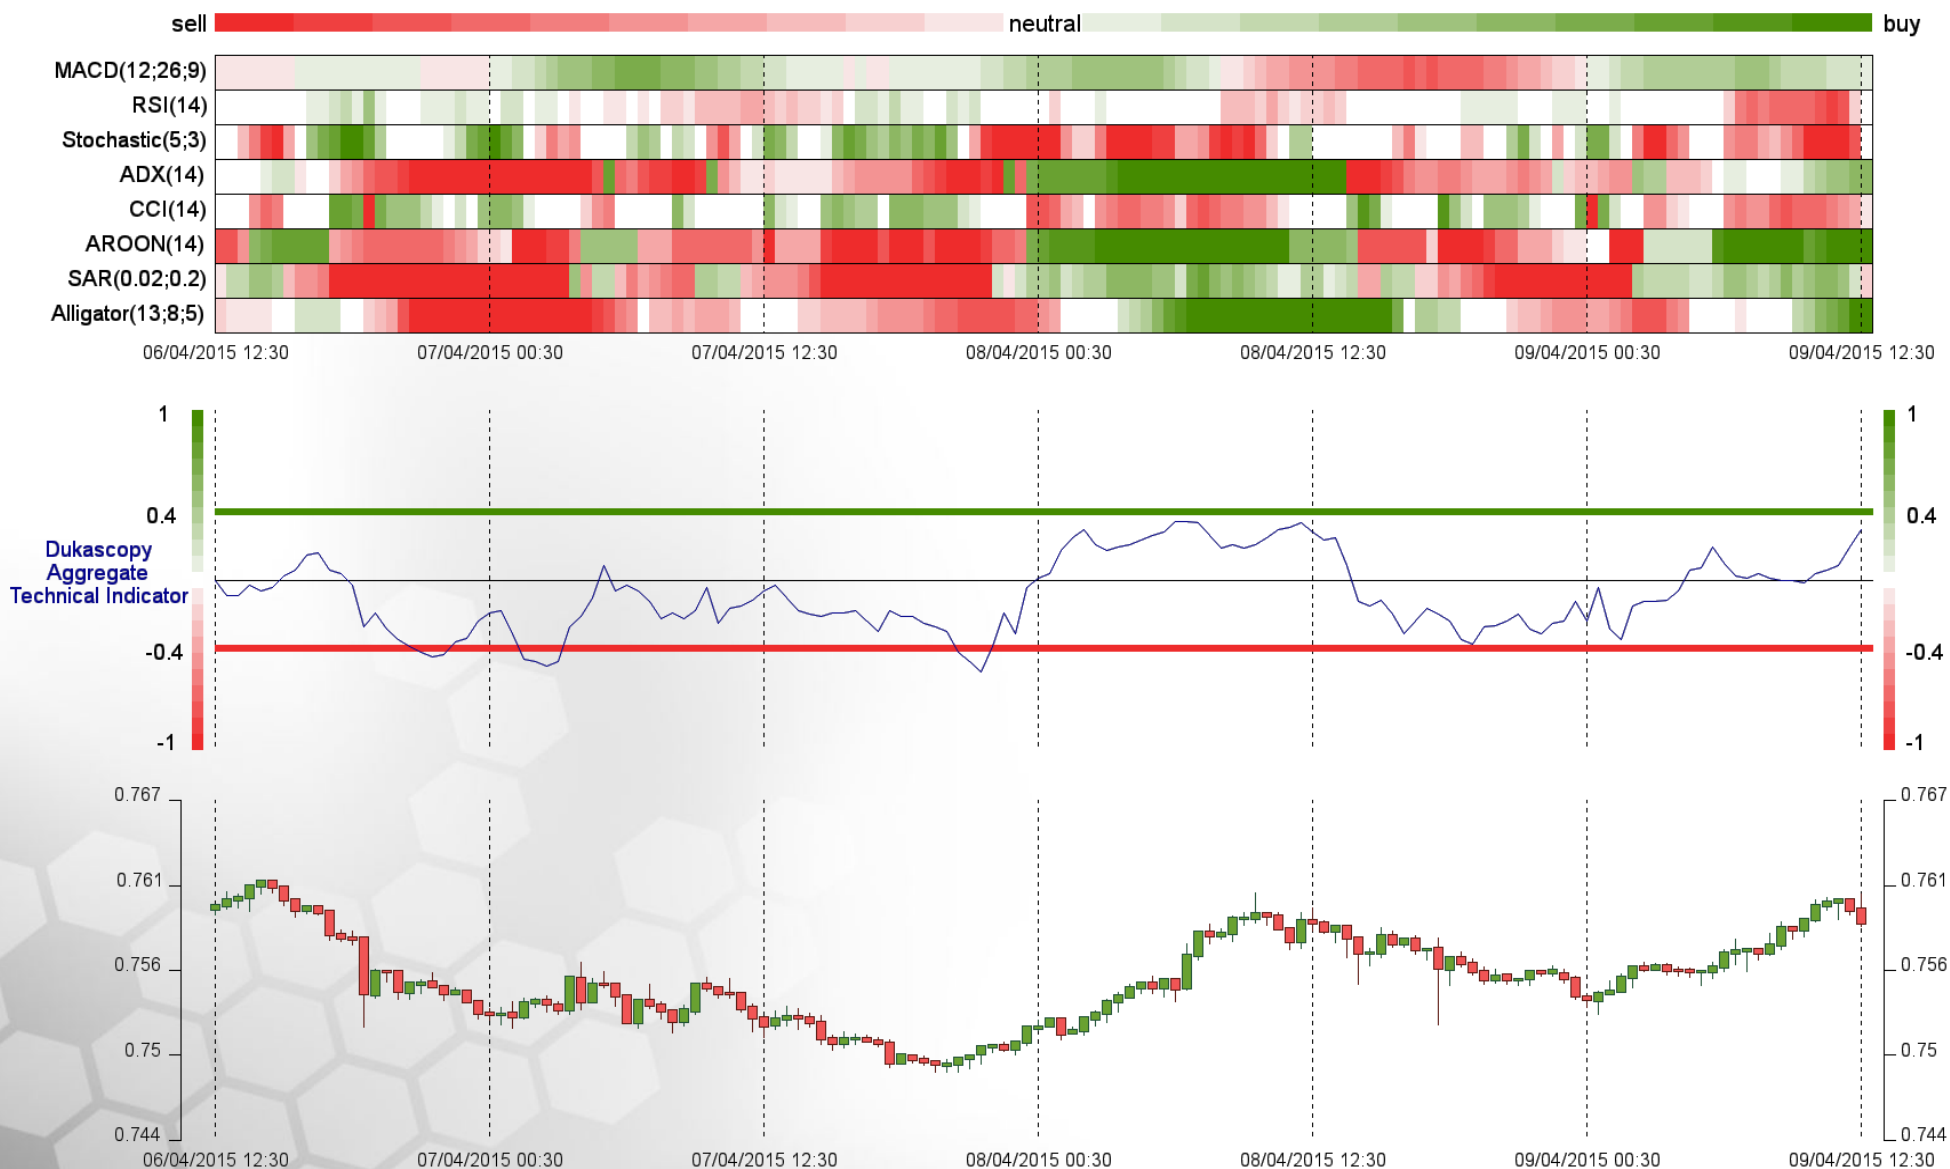 sell neutral buy
MACD(12;26;9)
RSI(14)
Stochastic(5;3)
ADX(14)
CCI(14)
AROON(14)
SAR(0.02;0.2)
Alligator(13;8;5)
06/04/2015 12:30 07/04/2015 00:30 07/04/2015 12:30 08/04/2015 00:30 08/04/2015 12:30 09/04/2015 00:30 09/04/2015 12:30
1 1
0.4 0.4
Dukascopy
Aggregate
Technical Indicator
-0.4 -0.4
-1 -1
0.767 0.767
0.761 0.761
0.756 0.756
0.75 0.75
0.744 0.744
06/04/2015 12:30 07/04/2015 00:30 07/04/2015 12:30 08/04/2015 00:30 08/04/2015 12:30 09/04/2015 00:30 09/04/2015 12:30